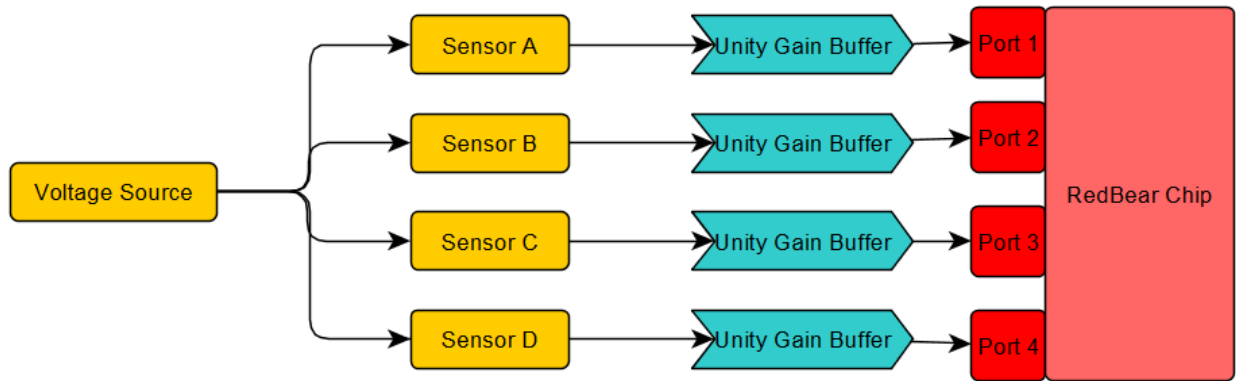 Sensor A
Unity Gain Buffer
Port 1
Sensor B
Unity Gain Buffer
Port 2
Voltage Source
RedBear Chip
Sensor C
Unity Gain Buffer
Port 3
Sensor D
Unity Gain Buffer
Port 4